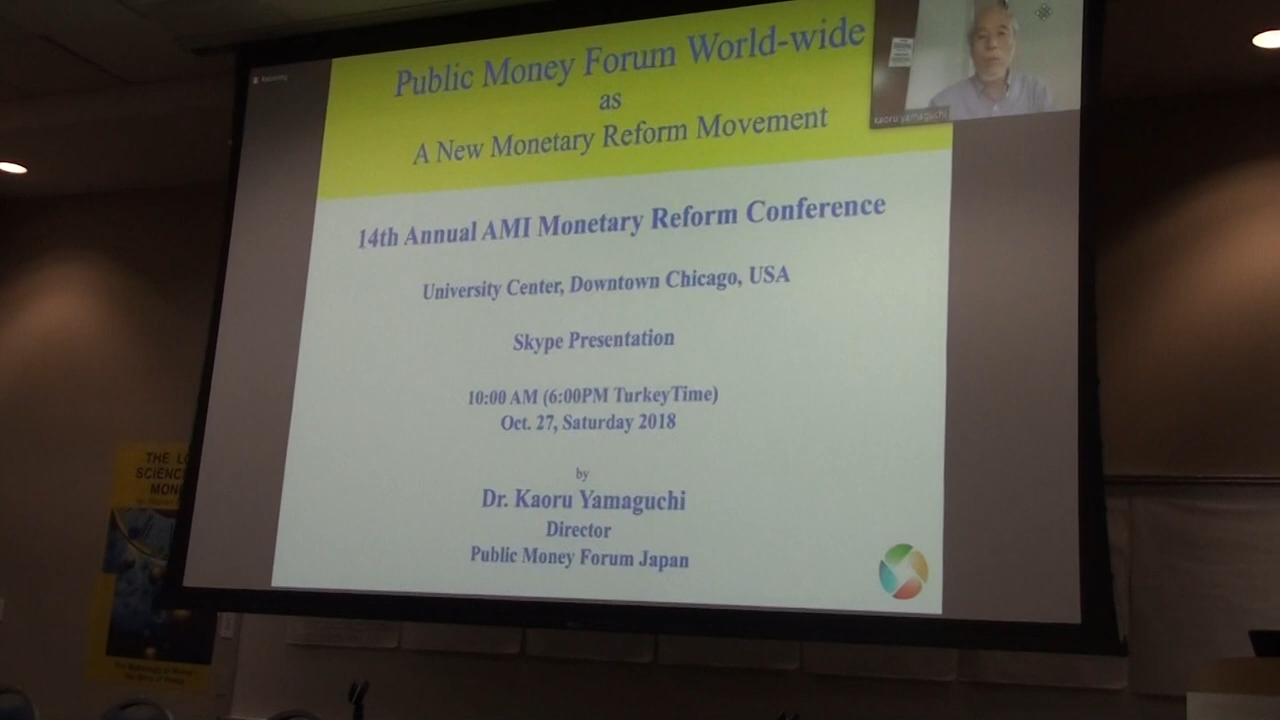 Public Money Forum World-wide
as
A New Monetary Reform Movement
kaoru yamaguchi
14th Annual AMI Monetary Reform Conference
University Center, Downtown Chicago, USA
Skype Presentation
10:00 AM (6:00PM TurkeyTime)
Oct. 27, Saturday 2018
by
Dr. Kaoru Yamaguchi
Director
Public Money Forum Japan
THE LO
SCIENC
MON